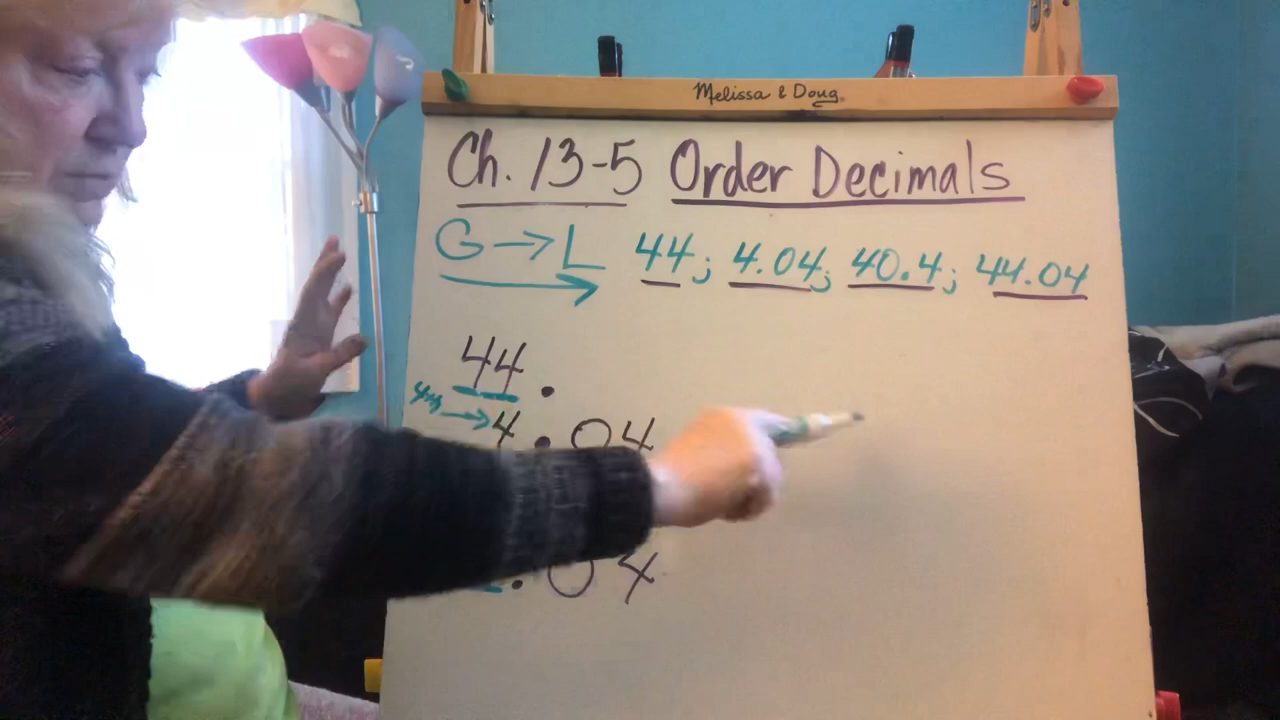 Melissa & Doug
Ch. 13-5 Order Decimals
G → L 44; 4.04; 40.4; 44.04
44.
→ 4.04
.04